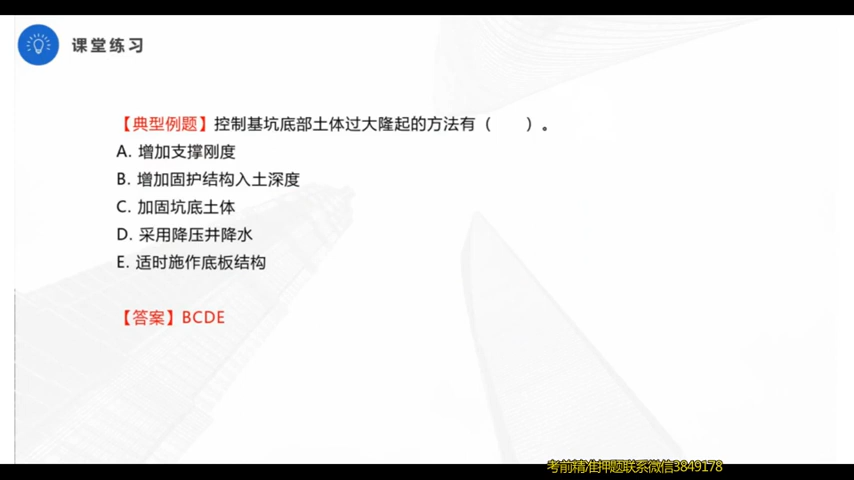 课堂练习
【典型例题】控制基坑底部土体过大隆起的方法有（  ）。
A. 增加支撑刚度
B. 增加固护结构入土深度
C. 加固坑底土体
D. 采用降压井降水
E. 适时施作底板结构
【答案】BCDE
考前精准押题联系微信3849178